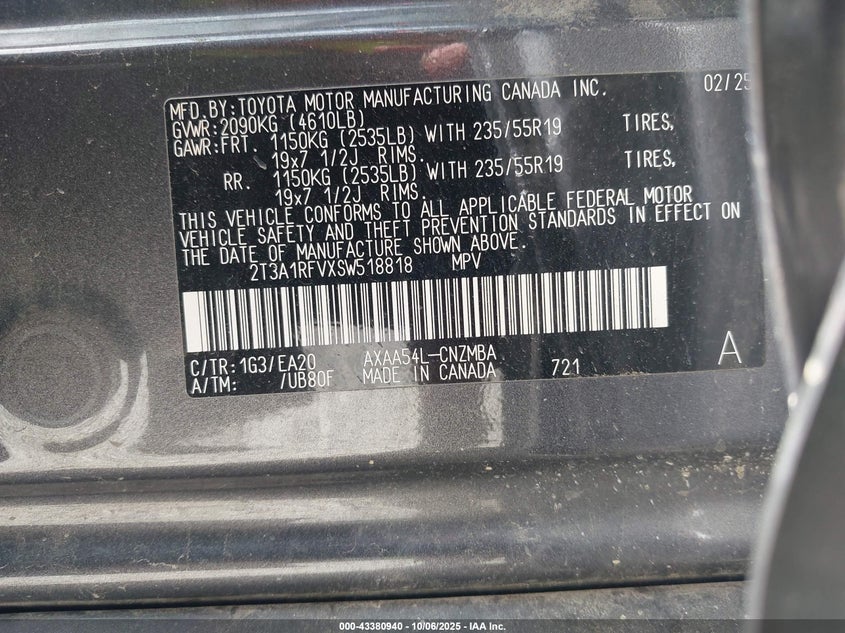 MFD.BY:TOYOTA MOTOR MANUFACTURING CANADA INC. 02/25
GVWR:2090KG (4610LB)
GAWR:FRT. 1150KG (2535LB) WITH 235/55R19 TIRES,
19x7 1/2J RIMS.
RR. 1150KG (2535LB) WITH 235/55R19 TIRES,
19x7 1/2J RIMS.
THIS VEHICLE CONFORMS TO ALL APPLICABLE FEDERAL MOTOR
VEHICLE SAFETY AND THEFT PREVENTION STANDARDS IN EFFECT ON
THE DATE OF MANUFACTURE SHOWN ABOVE.
2T3A1RFVXSW518818 MPV
C/TR:1G3/EA20 AXAA54L-CNZMBA A
A/TM: /UB80F MADE IN CANADA 721
000-43380940 - 10/06/2025 - IAA Inc.